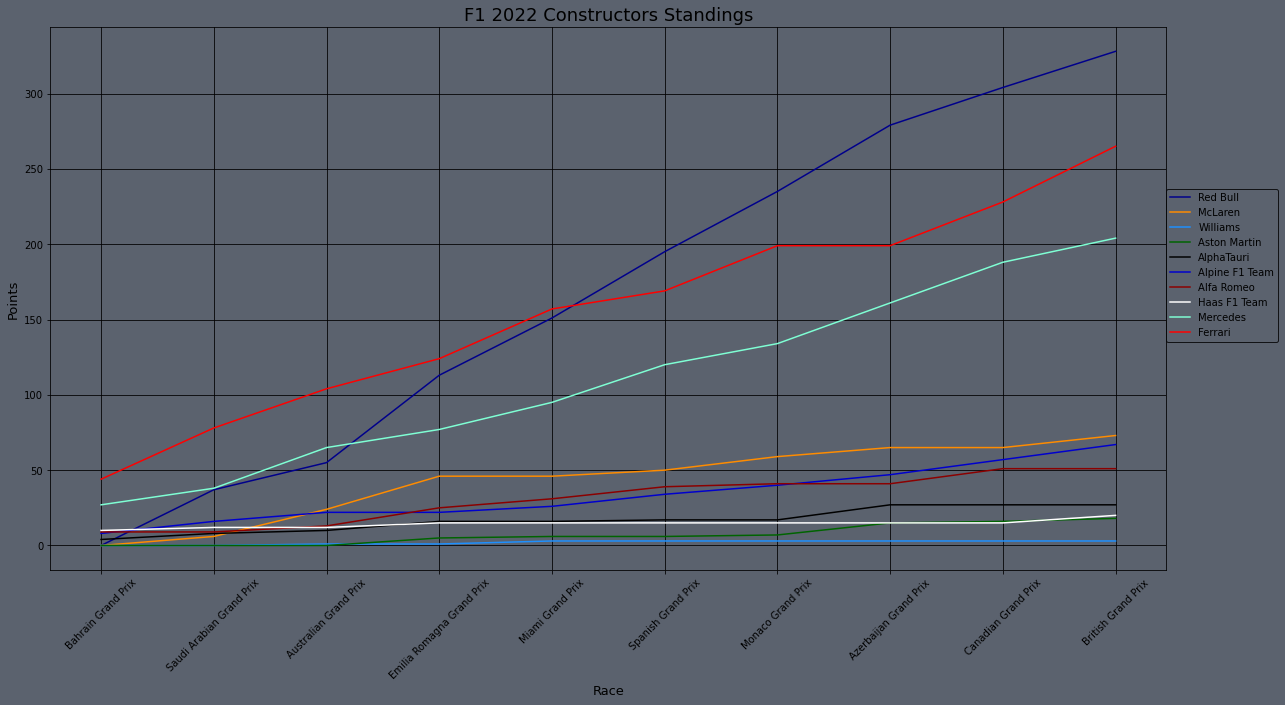 F1 2022 Constructors Standings
300
250
200
150
100
50
0
Points
Red Bull
McLaren
Williams
Aston Martin
AlphaTauri
Alpine F1 Team
Alfa Romeo
Haas F1 Team
Mercedes
Ferrari
Bahrain Grand Prix
Saudi Arabian Grand Prix
Australian Grand Prix
Emilia Romagna Grand Prix
Miami Grand Prix
Spanish Grand Prix
Monaco Grand Prix
Azerbaijan Grand Prix
Canadian Grand Prix
British Grand Prix
Race